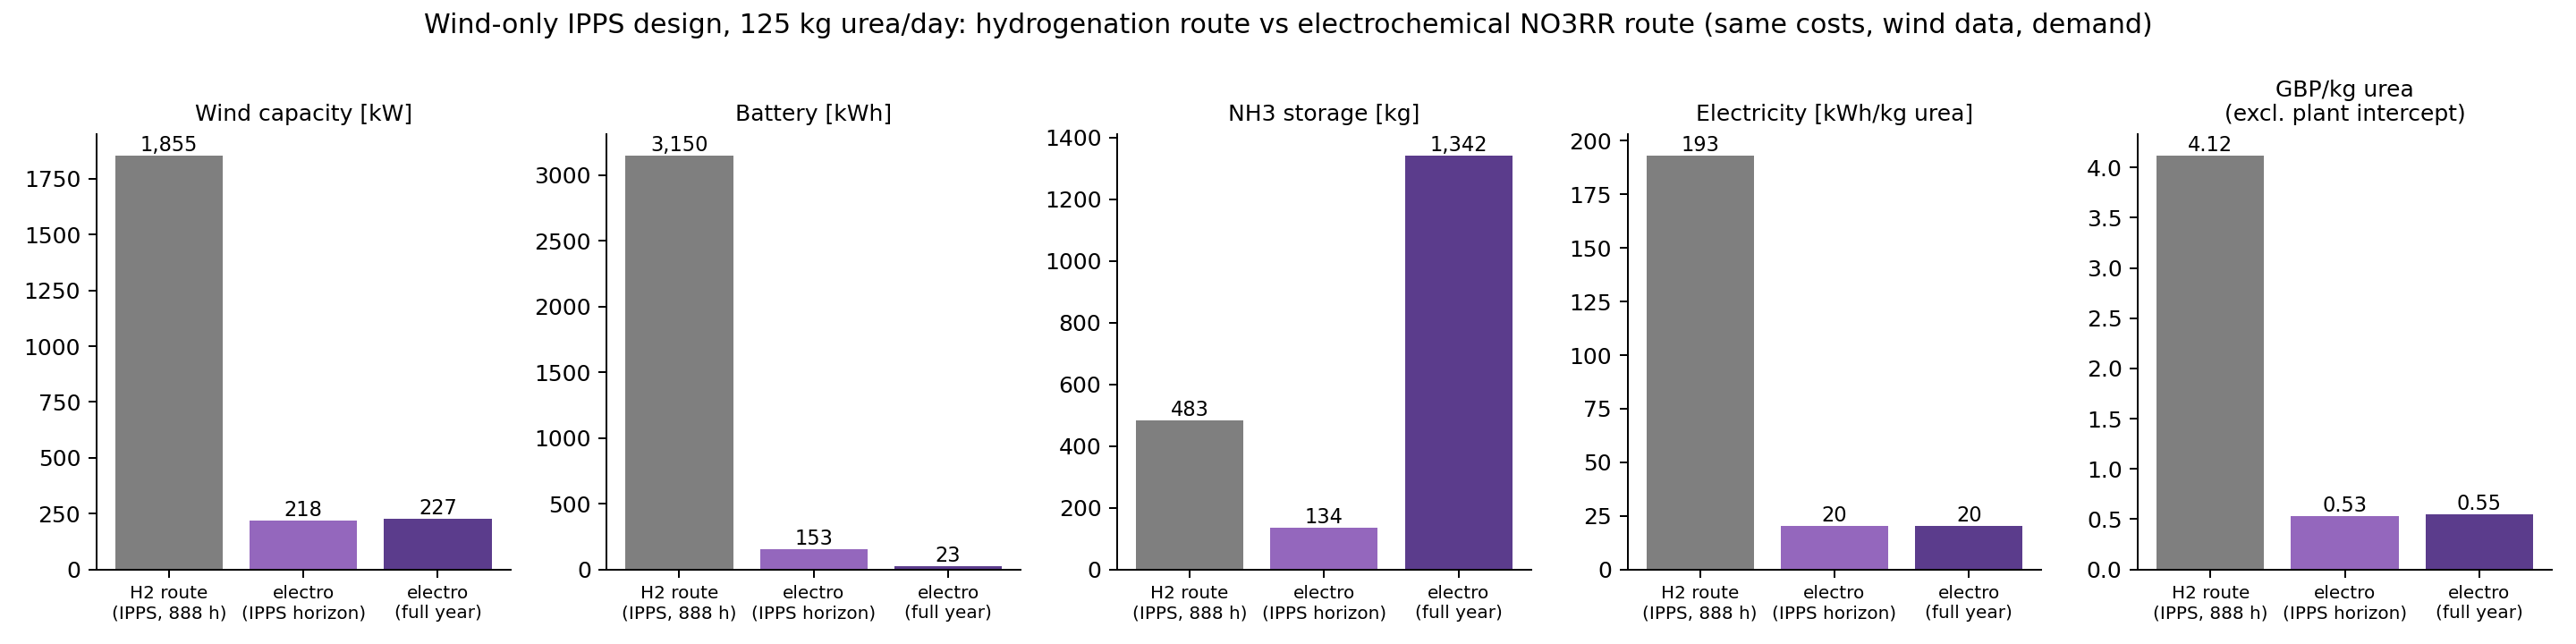 Wind-only IPPS design, 125 kg urea/day: hydrogenation route vs electrochemical NO3RR route (same costs, wind data, demand)
Wind capacity [kW]
1,855
218
227
1750
1500
1250
1000
750
500
250
0
H2 route
(IPPS, 888 h)
electro
(IPPS horizon)
electro
(full year)
Battery [kWh]
3,150
153
23
3000
2500
2000
1500
1000
500
0
H2 route
(IPPS, 888 h)
electro
(IPPS horizon)
electro
(full year)
NH3 storage [kg]
483
134
1,342
1400
1200
1000
800
600
400
200
0
H2 route
(IPPS, 888 h)
electro
(IPPS horizon)
electro
(full year)
Electricity [kWh/kg urea]
193
20
20
200
175
150
125
100
75
50
25
0
H2 route
(IPPS, 888 h)
electro
(IPPS horizon)
electro
(full year)
GBP/kg urea
(excl. plant intercept)
4.12
0.53
0.55
4.0
3.5
3.0
2.5
2.0
1.5
1.0
0.5
0.0
H2 route
(IPPS, 888 h)
electro
(IPPS horizon)
electro
(full year)